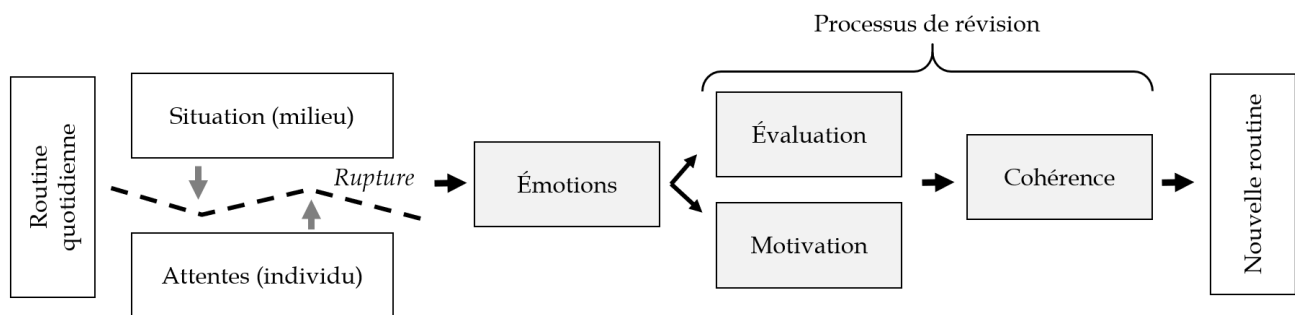 Processus de révision
Routine
quotidienne
Situation (milieu)
Rupture
Attentes (individu)
Émotions
Évaluation
Motivation
Cohérence
Nouvelle routine